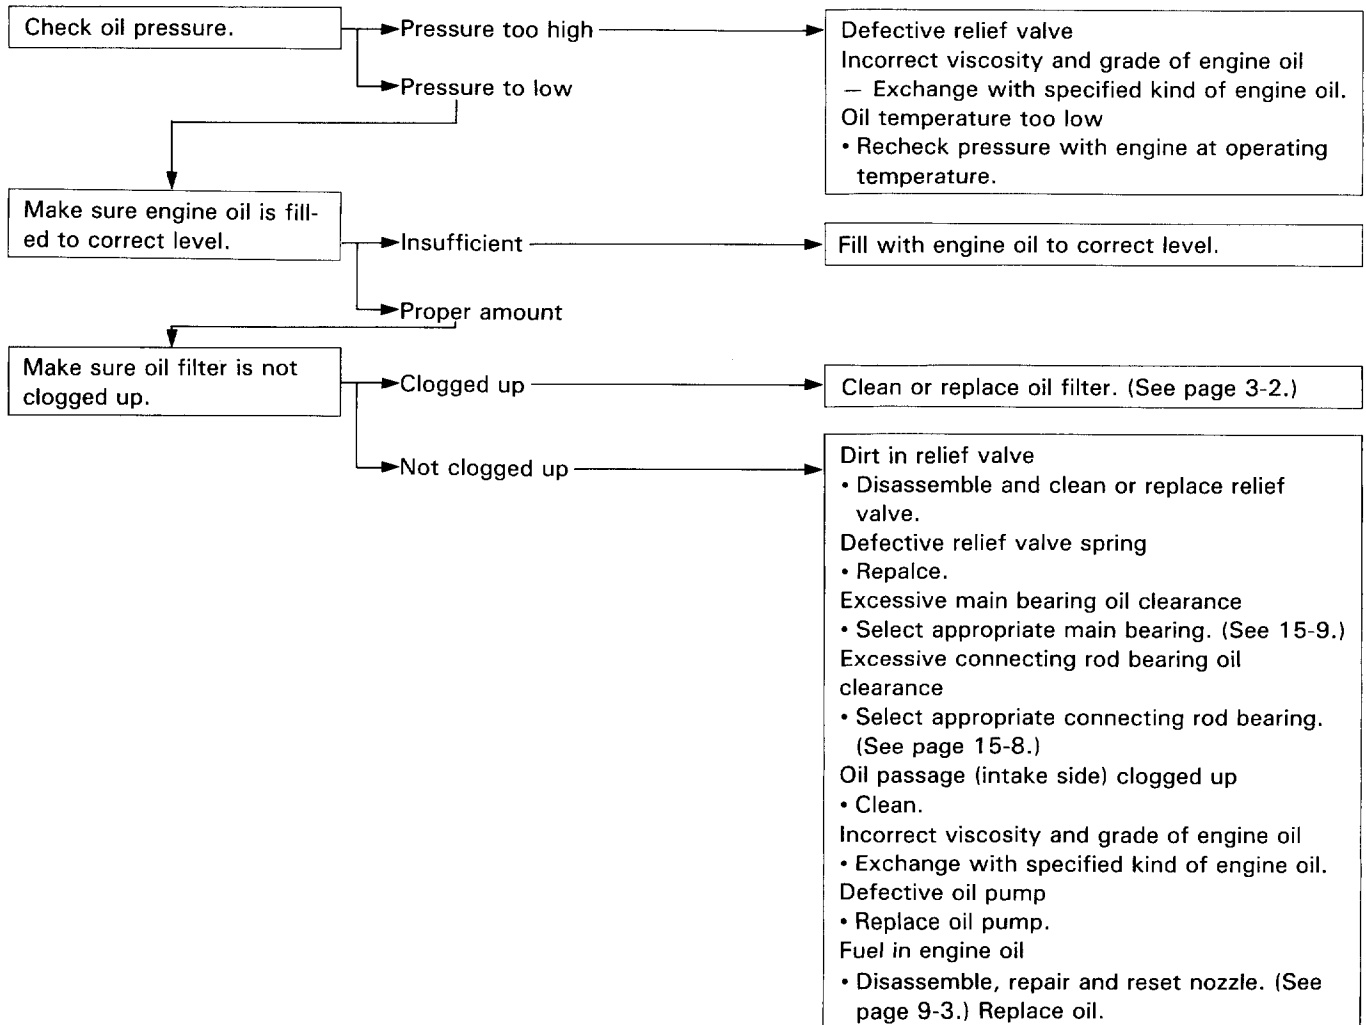 Check oil pressure.
Pressure too high
Defective relief valve
Incorrect viscosity and grade of engine oil
— Exchange with specified kind of engine oil.
Oil temperature too low
• Recheck pressure with engine at operating
temperature.
Pressure to low
Make sure engine oil is fill-
ed to correct level.
Insufficient
Fill with engine oil to correct level.
Proper amount
Make sure oil filter is not
clogged up.
Clogged up
Clean or replace oil filter. (See page 3-2.)
Not clogged up
Dirt in relief valve
• Disassemble and clean or replace relief
valve.
Defective relief valve spring
• Repalce.
Excessive main bearing oil clearance
• Select appropriate main bearing. (See 15-9.)
Excessive connecting rod bearing oil
clearance
• Select appropriate connecting rod bearing.
(See page 15-8.)
Oil passage (intake side) clogged up
• Clean.
Incorrect viscosity and grade of engine oil
• Exchange with specified kind of engine oil.
Defective oil pump
• Replace oil pump.
Fuel in engine oil
• Disassemble, repair and reset nozzle. (See
page 9-3.) Replace oil.